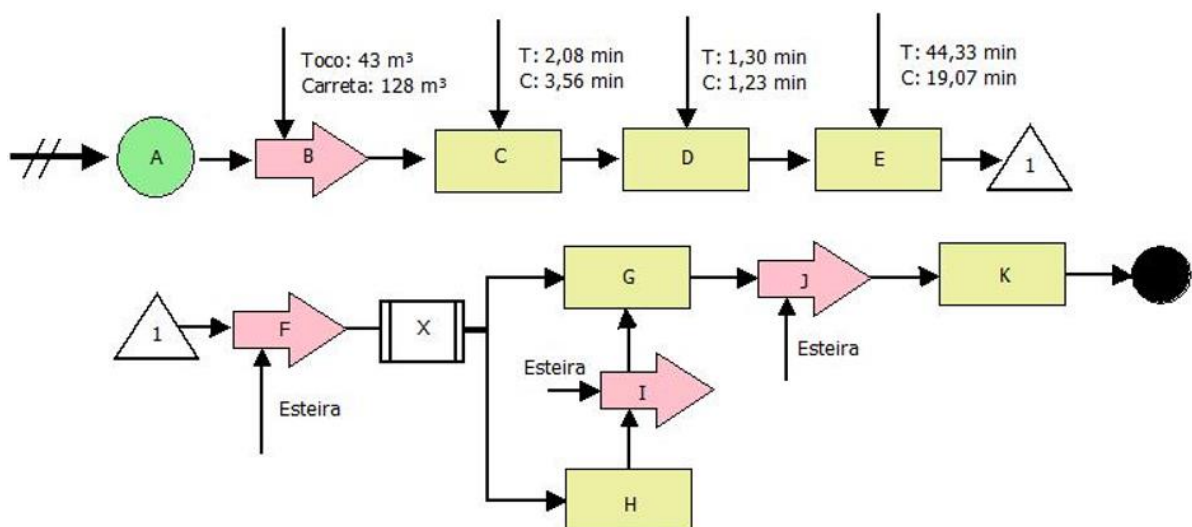 Toco: 43 m³
Carreta: 128 m³
T: 2,08 min
C: 3,56 min
T: 1,30 min
C: 1,23 min
T: 44,33 min
C: 19,07 min
A
B
C
D
E
1
1
F
Esteira
X
G
Esteira
I
H
J
Esteira
K